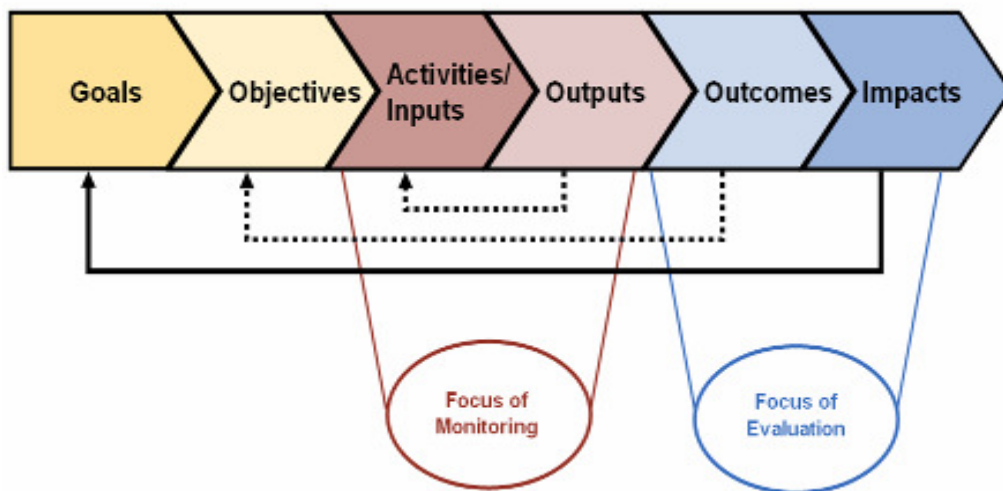 Goals
Objectives
Activities/
Inputs
Outputs
Outcomes
Impacts
Focus of
Monitoring
Focus of
Evaluation